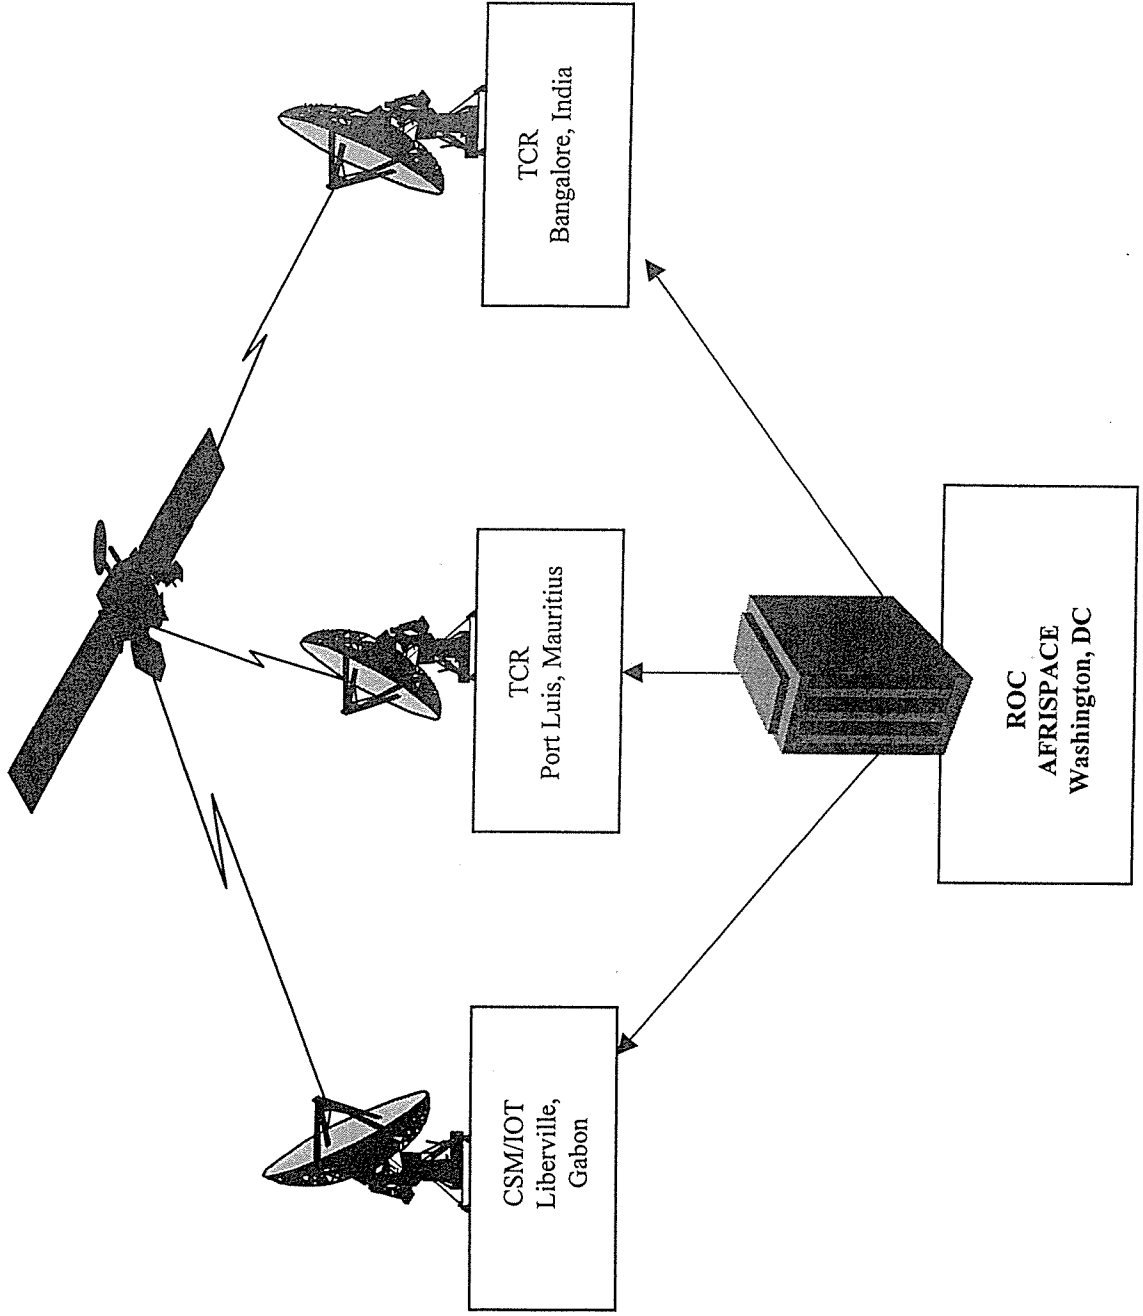 CSM/IOT
Liberville,
Gabon
TCR
Port Luis, Mauritius
TCR
Bangalore, India
ROC
AFRISPACE
Washington, DC